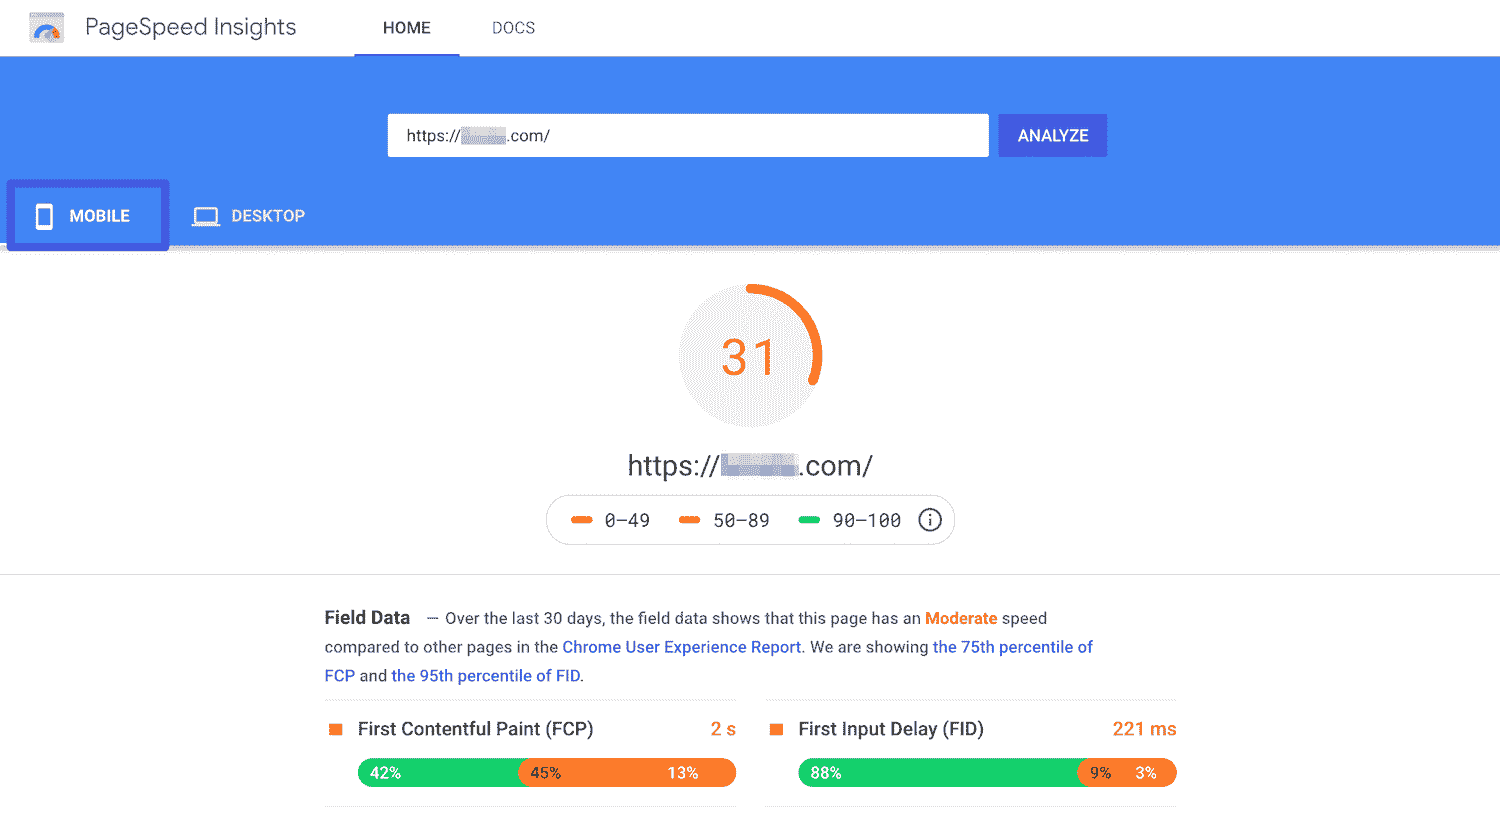 PageSpeed Insights HOME DOCS
https:// .com/ ANALYZE
MOBILE DESKTOP
31
https:// .com/
0–49 50–89 90–100
Field Data — Over the last 30 days, the field data shows that this page has an Moderate speed
compared to other pages in the Chrome User Experience Report. We are showing the 75th percentile of
FCP and the 95th percentile of FID.
First Contentful Paint (FCP) 2 s
First Input Delay (FID) 221 ms
42% 45% 13%
88% 9% 3%